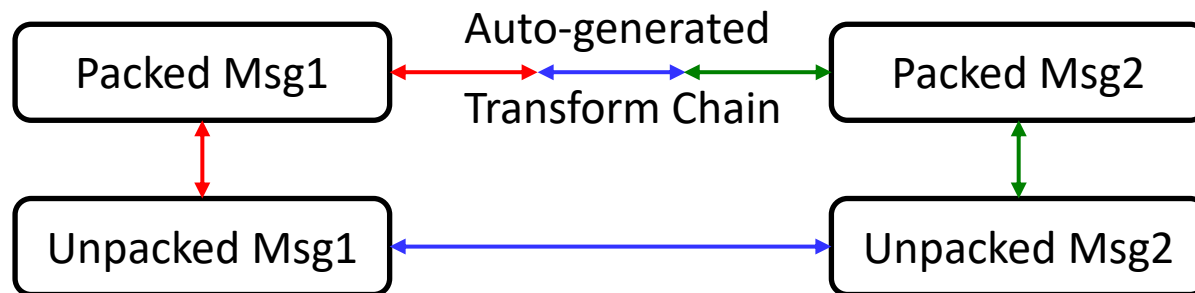 Packed Msg1
Auto-generated
Transform Chain
Packed Msg2
Unpacked Msg1
Unpacked Msg2